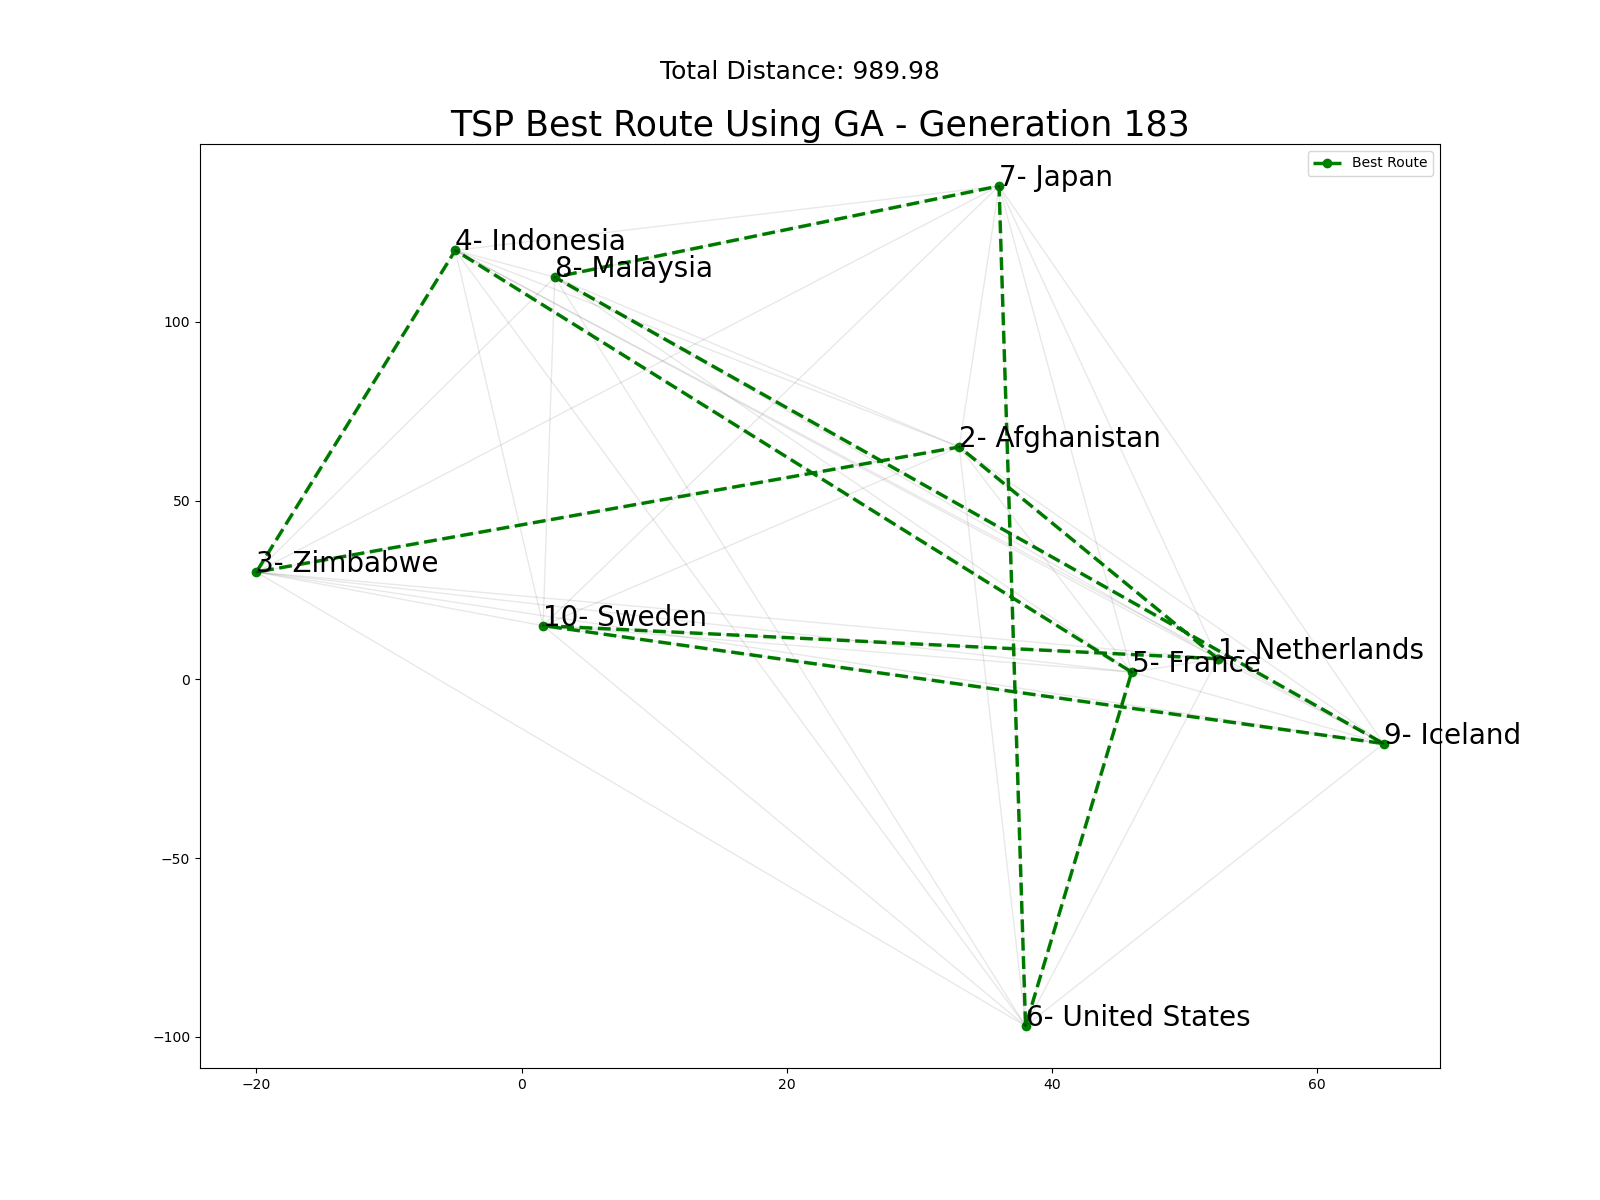 Total Distance: 989.98
TSP Best Route Using GA - Generation 183
Best Route
7- Japan
4- Indonesia
8- Malaysia
100
2- Afghanistan
50
3- Zimbabwe
10- Sweden
1- Netherlands
5- France
0
9- Iceland
−50
6- United States
−100
−20 0 20 40 60